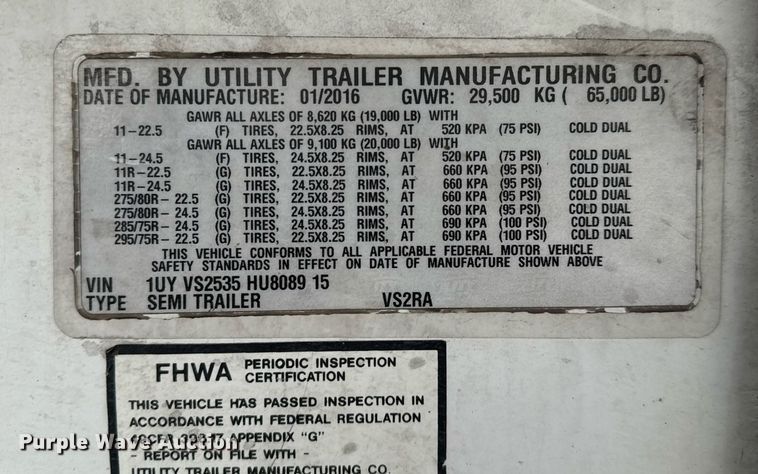 MFD. BY UTILITY TRAILER MANUFACTURING CO.
DATE OF MANUFACTURE: 01/2016 GVWR: 29,500 KG ( 65,000 LB)
GAWR ALL AXLES OF 8,620 KG (19,000 LB) WITH
11-22.5 (F) TIRES, 22.5X8.25 RIMS, AT 520 KPA (75 PSI) COLD DUAL
GAWR ALL AXLES OF 9,100 KG (20,000 LB) WITH
11-24.5 (F) TIRES, 24.5X8.25 RIMS, AT 520 KPA (75 PSI) COLD DUAL
11R-22.5 (G) TIRES, 22.5X8.25 RIMS, AT 660 KPA (95 PSI) COLD DUAL
11R-24.5 (G) TIRES, 24.5X8.25 RIMS, AT 660 KPA (95 PSI) COLD DUAL
275/80R-22.5 (G) TIRES, 22.5X8.25 RIMS, AT 660 KPA (95 PSI) COLD DUAL
275/80R-24.5 (G) TIRES, 24.5X8.25 RIMS, AT 660 KPA (95 PSI) COLD DUAL
285/75R-24.5 (G) TIRES, 24.5X8.25 RIMS, AT 690 KPA (100 PSI) COLD DUAL
295/75R-22.5 (G) TIRES, 22.5X8.25 RIMS, AT 690 KPA (100 PSI) COLD DUAL
THIS VEHICLE CONFORMS TO ALL APPLICABLE FEDERAL MOTOR VEHICLE
SAFETY STANDARDS IN EFFECT ON DATE OF MANUFACTURE SHOWN ABOVE
VIN 1UY VS2535 HU8089 15
TYPE SEMI TRAILER VS2RA
FHWA PERIODIC INSPECTION
CERTIFICATION
THIS VEHICLE HAS PASSED INSPECTION IN
ACCORDANCE WITH FEDERAL REGULATION
APPENDIX "G"
- REPORT ON FILE WITH -
UTILITY TRAILER MANUFACTURING CO.
Purple Wave Auction